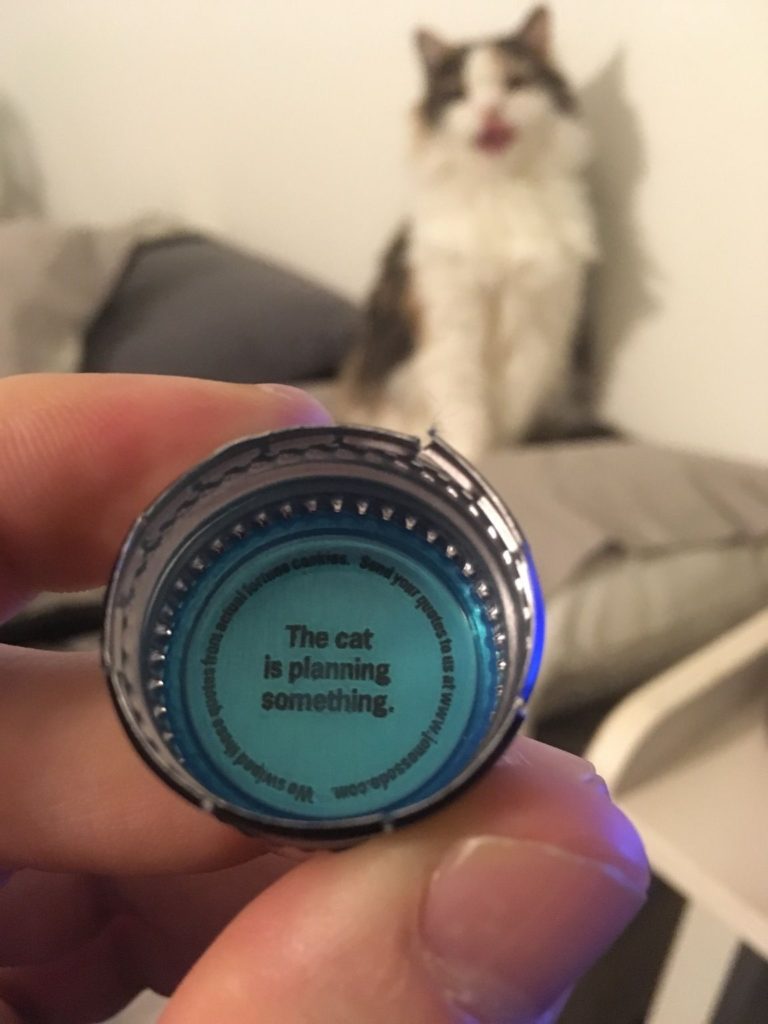 The cat
is planning
something.
We swiped these quotes from actual fortune cookies. Send your quotes to us at www.jonessoda.com.